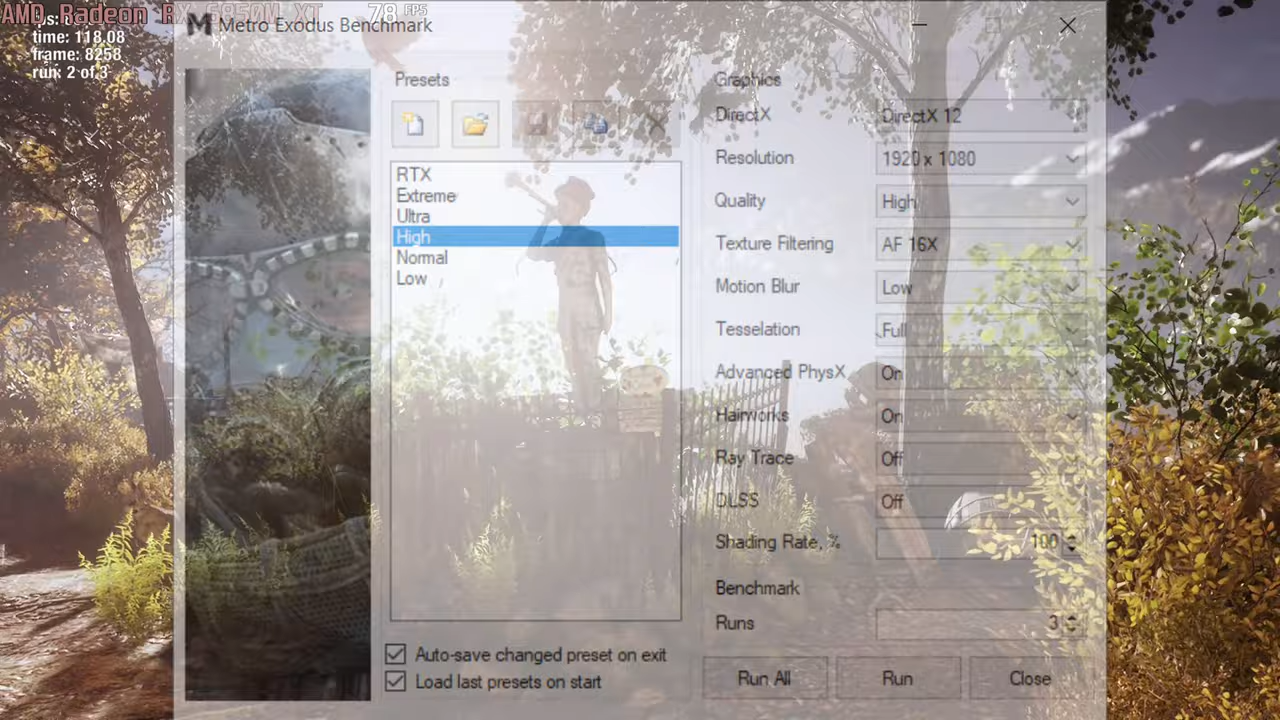 AMD Radeon RX 6850M XT 78 FPS
time: 118.08
frame: 8258
run: 2 of 3
Metro Exodus Benchmark
Presets
RTX
Extreme
Ultra
High
Normal
Low
Auto-save changed preset on exit
Load last presets on start
Graphics
DirectX DirectX 12
Resolution 1920 x 1080
Quality High
Texture Filtering AF 16X
Motion Blur Low
Tesselation Full
Advanced PhysX On
Hairworks On
Ray Trace Off
DLSS Off
Shading Rate, % 100
Benchmark
Runs 3
Run All Run Close